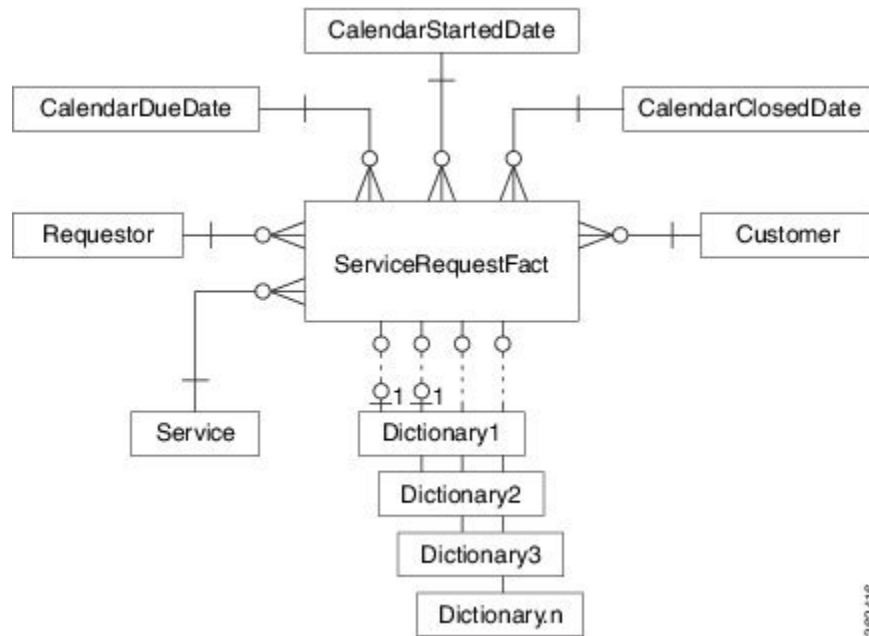 CalendarStartedDate
CalendarDueDate
CalendarClosedDate
Requestor
ServiceRequestFact
Customer
Service
1
1
Dictionary1
Dictionary2
Dictionary3
Dictionary.n